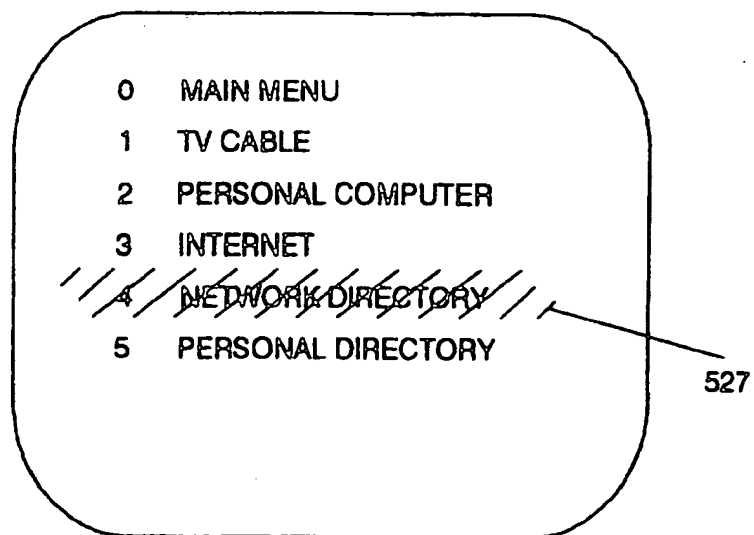 0 MAIN MENU
1 TV CABLE
2 PERSONAL COMPUTER
3 INTERNET
4 NETWORK DIRECTORY
5 PERSONAL DIRECTORY
527